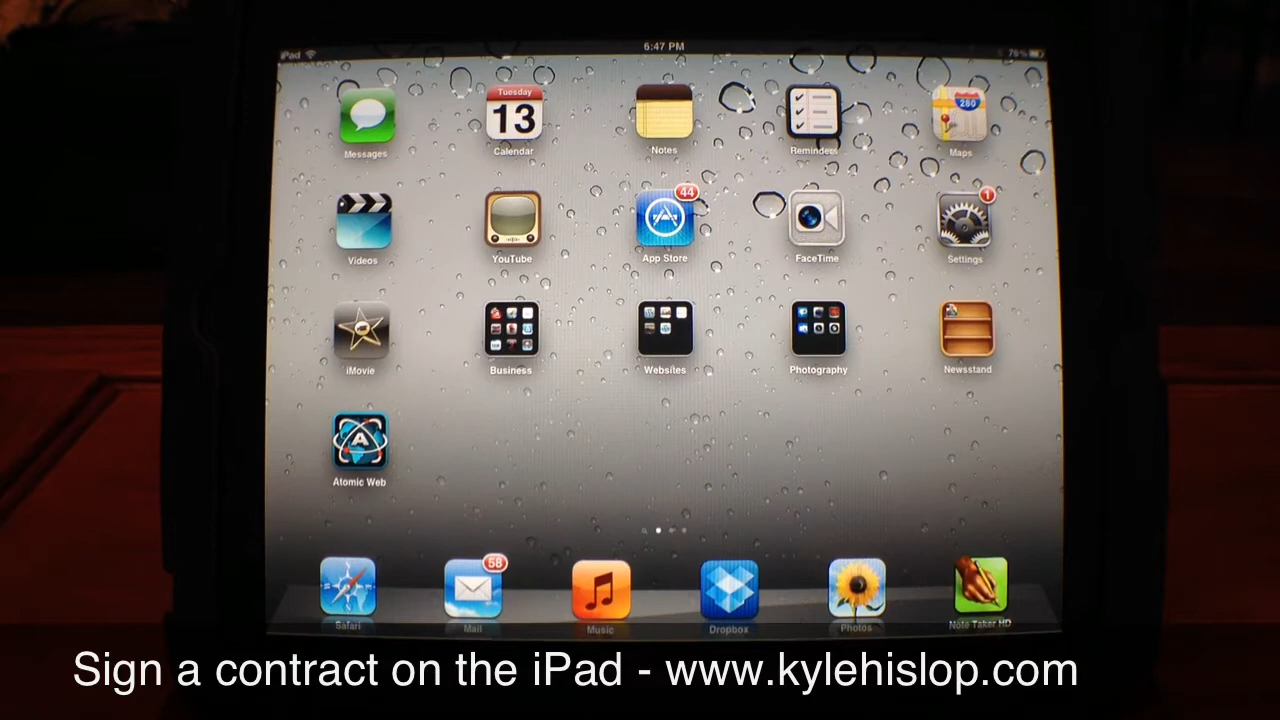 iPad 6:47 PM 76%
Tuesday
13
280
Messages Calendar Notes Reminders Maps
44 1
Videos YouTube App Store FaceTime Settings
iMovie Business Websites Photography Newsstand
A
Atomic Web
58
Safari Mail Music Dropbox Photos Note Taker HD
Sign a contract on the iPad - www.kylehislop.com